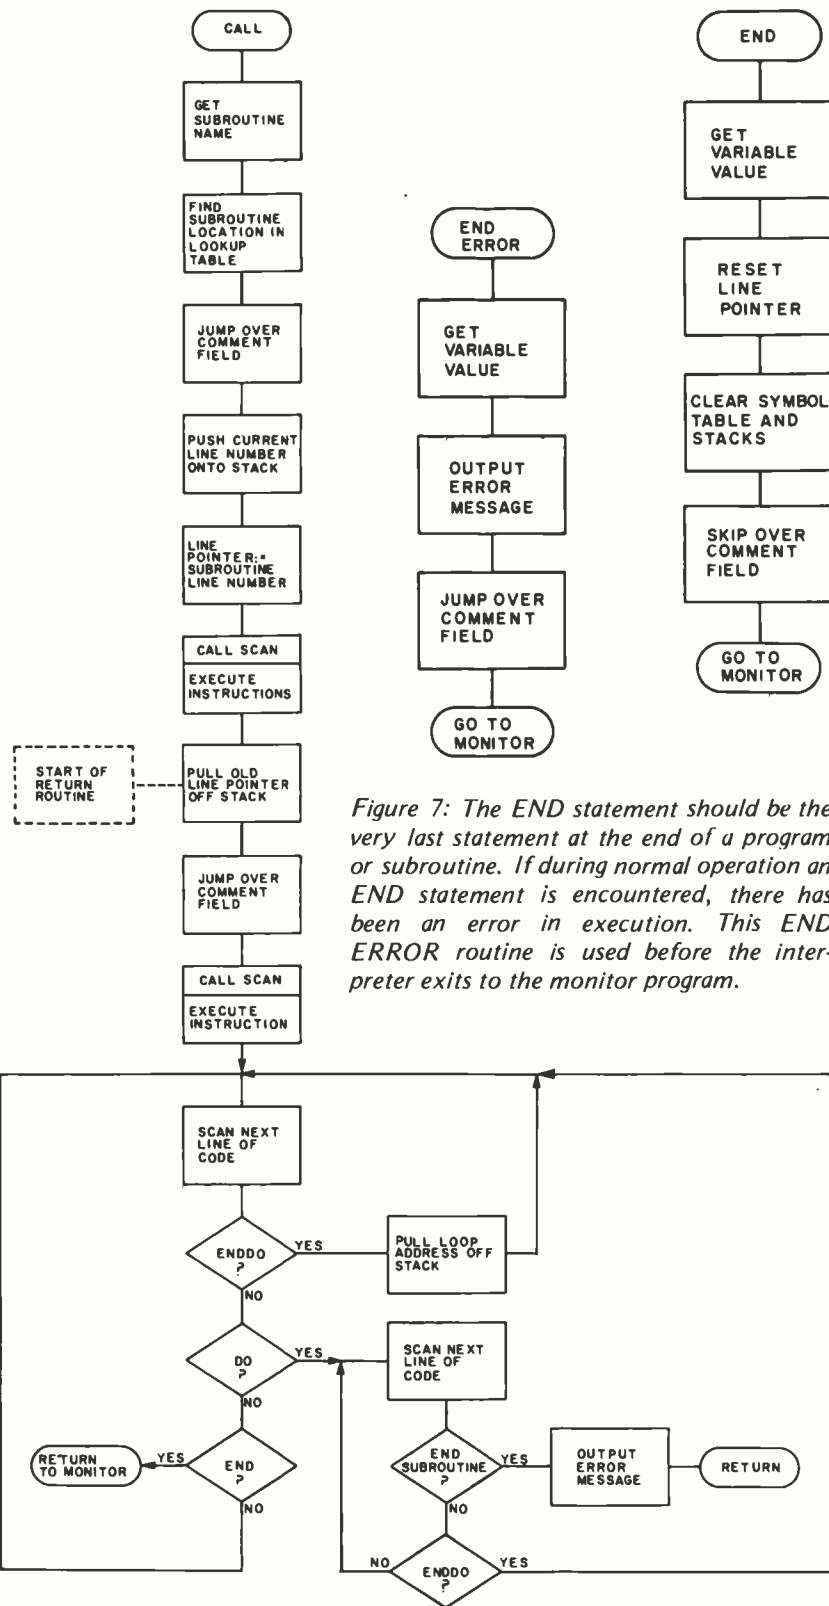 CALL
GET
SUBROUTINE
NAME
FIND
SUBROUTINE
LOCATION IN
LOOKUP
TABLE
JUMP OVER
COMMENT
FIELD
PUSH CURRENT
LINE NUMBER
ONTO STACK
LINE
POINTER:=
SUBROUTINE
LINE NUMBER
CALL SCAN
EXECUTE
INSTRUCTIONS
START OF
RETURN
ROUTINE
PULL OLD
LINE POINTER
OFF STACK
JUMP OVER
COMMENT
FIELD
CALL SCAN
EXECUTE
INSTRUCTION
END
ERROR
GET
VARIABLE
VALUE
OUTPUT
ERROR
MESSAGE
JUMP OVER
COMMENT
FIELD
GO TO
MONITOR
END
GET
VARIABLE
VALUE
RESET
LINE
POINTER
CLEAR SYMBOL
TABLE AND
STACKS
SKIP OVER
COMMENT
FIELD
GO TO
MONITOR
Figure 7: The END statement should be the
very last statement at the end of a program
or subroutine. If during normal operation an
END statement is encountered, there has
been an error in execution. This END
ERROR routine is used before the inter-
preter exits to the monitor program.
SCAN NEXT
LINE OF
CODE
ENDDO
?
YES
NO
PULL LOOP
ADDRESS OFF
STACK
DO
?
YES
NO
SCAN NEXT
LINE OF
CODE
END
?
YES
NO
RETURN
TO MONITOR
END
SUBROUTINE
?
YES
NO
OUTPUT
ERROR
MESSAGE
RETURN
ENDDO
?
NO
YES